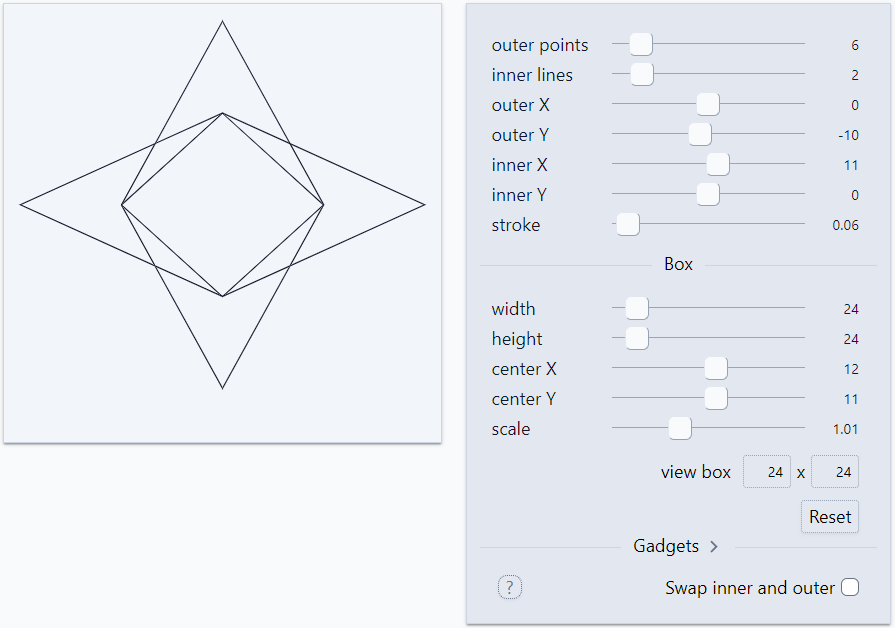 outer points 6
inner lines 2
outer X 0
outer Y -10
inner X 11
inner Y 0
stroke 0.06
Box
width 24
height 24
center X 12
center Y 11
scale 1.01
view box 24 x 24
Reset
Gadgets >
? Swap inner and outer